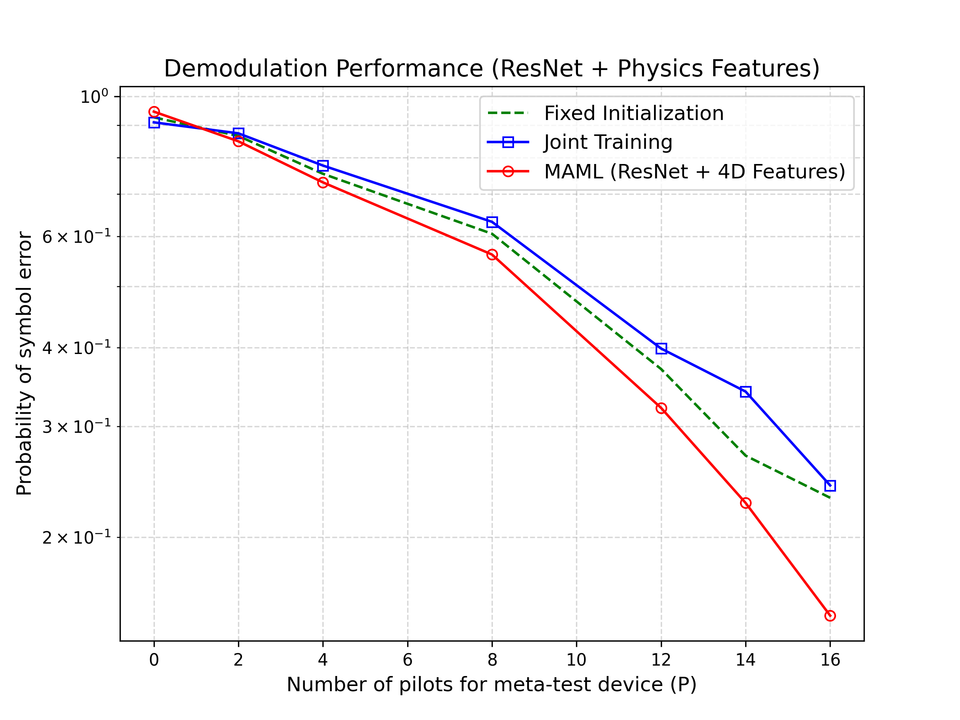 Demodulation Performance (ResNet + Physics Features)
Fixed Initialization
Joint Training
MAML (ResNet + 4D Features)
10⁰
6 × 10⁻¹
4 × 10⁻¹
3 × 10⁻¹
2 × 10⁻¹
Probability of symbol error
0 2 4 6 8 10 12 14 16
Number of pilots for meta-test device (P)